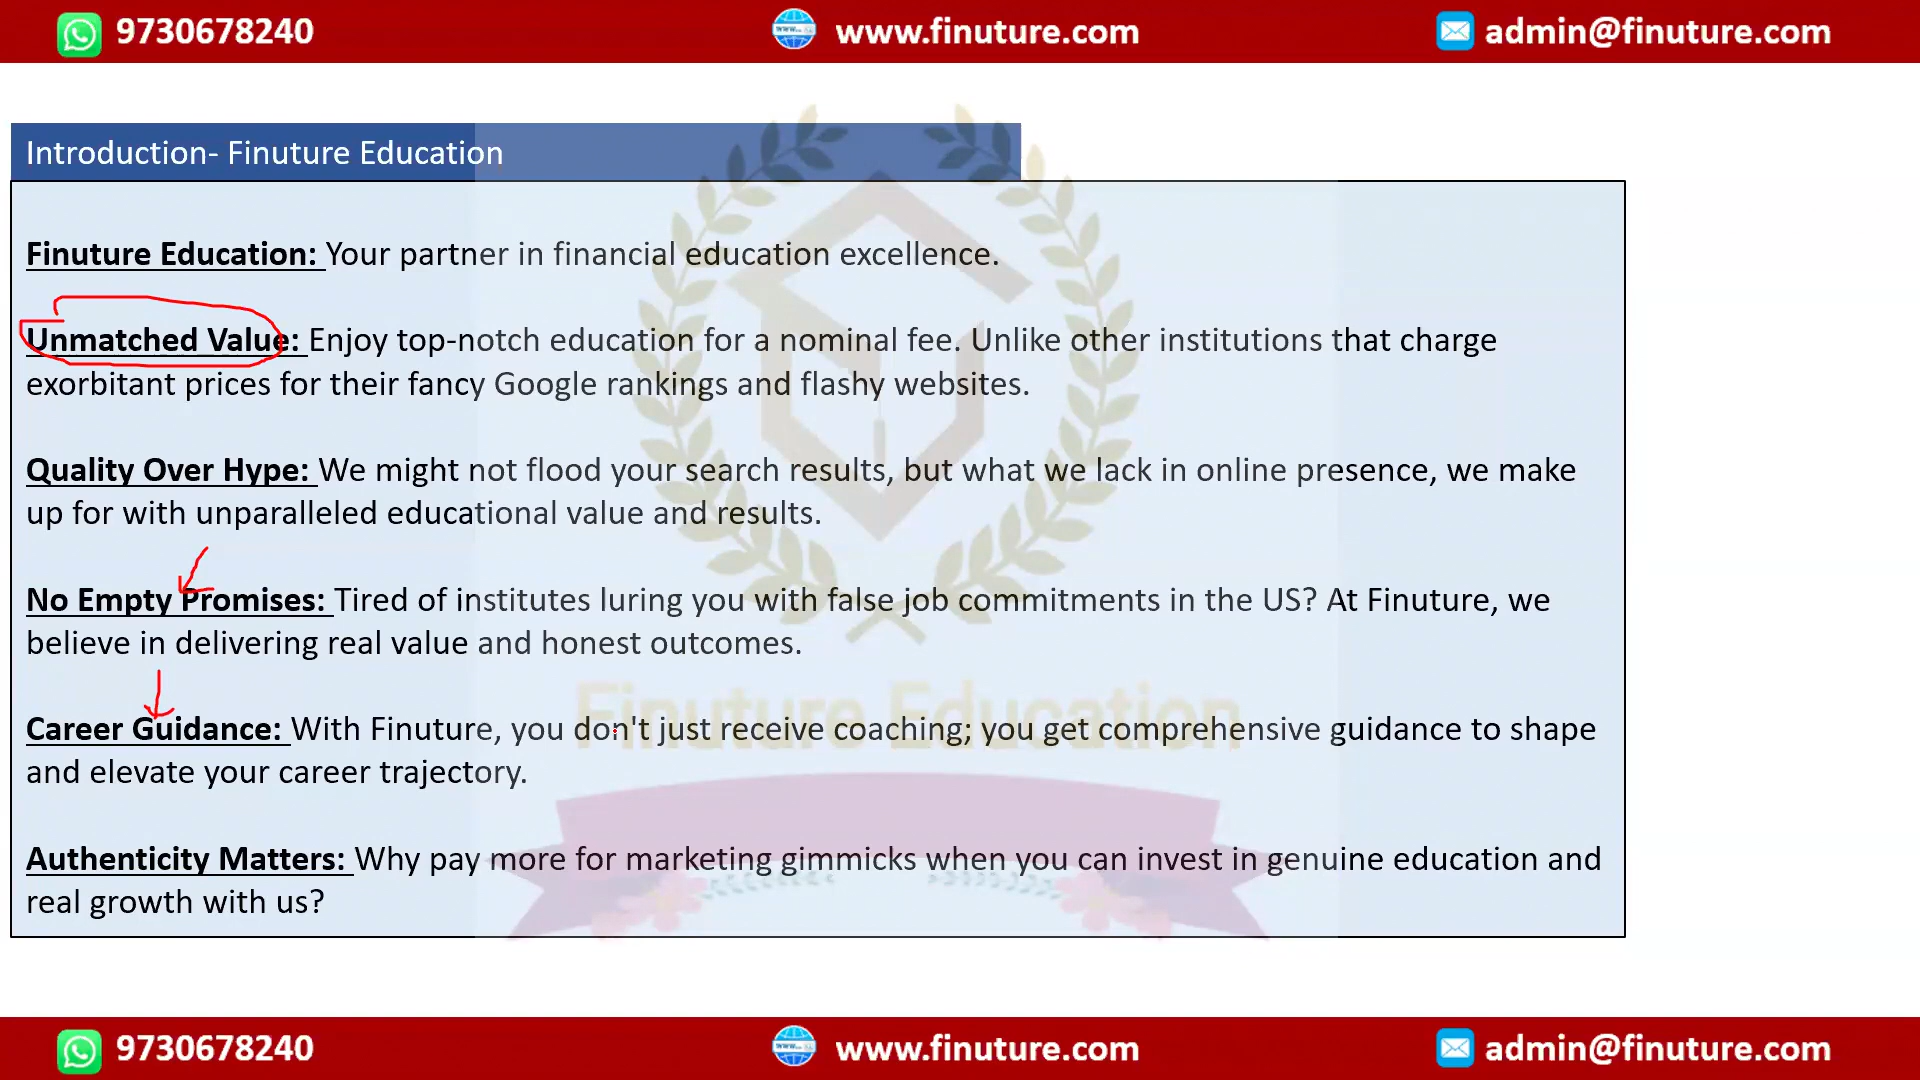 9730678240 www.finuture.com admin@finuture.com
Introduction- Finuture Education
Finuture Education: Your partner in financial education excellence.
Unmatched Value: Enjoy top-notch education for a nominal fee. Unlike other institutions that charge
exorbitant prices for their fancy Google rankings and flashy websites.
Quality Over Hype: We might not flood your search results, but what we lack in online presence, we make
up for with unparalleled educational value and results.
No Empty Promises: Tired of institutes luring you with false job commitments in the US? At Finuture, we
believe in delivering real value and honest outcomes.
Finuture Education
Career Guidance: With Finuture, you don't just receive coaching; you get comprehensive guidance to shape
and elevate your career trajectory.
Authenticity Matters: Why pay more for marketing gimmicks when you can invest in genuine education and
real growth with us?
9730678240 www.finuture.com admin@finuture.com